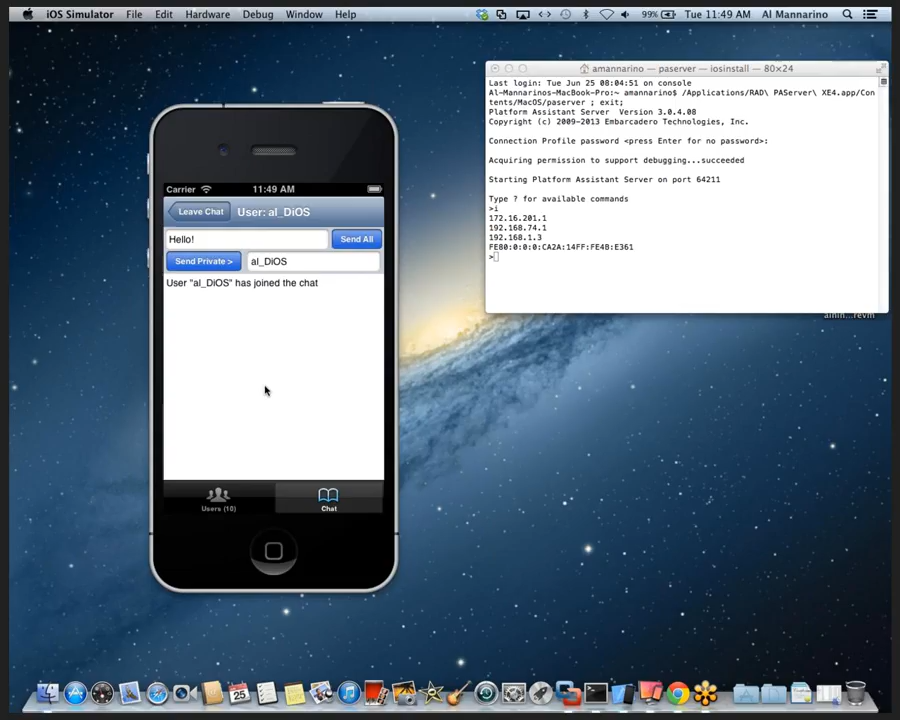 iOS Simulator File Edit Hardware Debug Window Help 99% Tue 11:49 AM Al Mannarino
amannarino — paserver — iosinstall — 80×24
Last login: Tue Jun 25 08:04:51 on console
Al-Mannarinos-MacBook-Pro:~ amannarino$ /Applications/RAD\ PAServer\ XE4.app/Con
tents/MacOS/paserver ; exit;
Platform Assistant Server  Version 3.0.4.08
Copyright (c) 2009-2013 Embarcadero Technologies, Inc.
Connection Profile password <press Enter for no password>:
Acquiring permission to support debugging...succeeded
Starting Platform Assistant Server on port 64211
Type ? for available commands
>i
172.16.201.1
192.168.74.1
192.168.1.3
FE80:0:0:0:CA2A:14FF:FE4B:E361
>
Carrier 11:49 AM
Leave Chat User: al_DiOS
Hello! Send All
Send Private > al_DiOS
User "al_DiOS" has joined the chat
Users (10) Chat
25